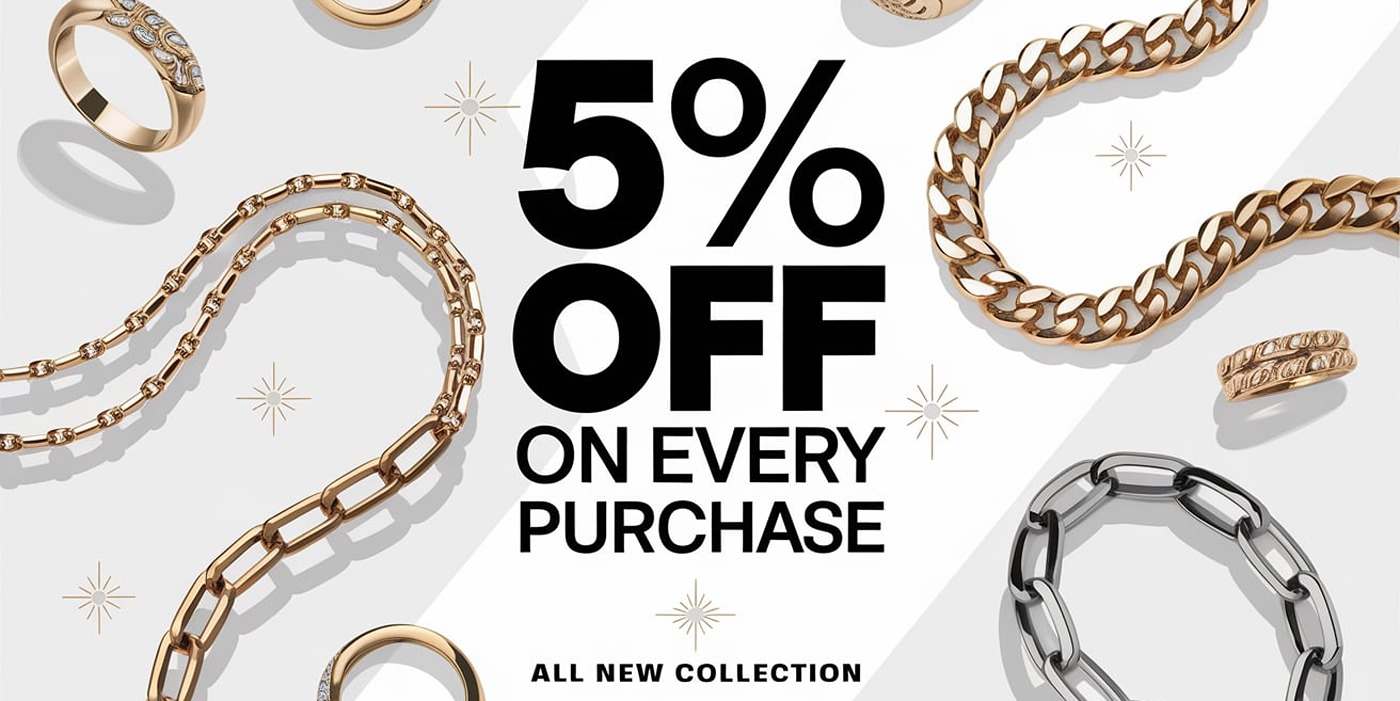 5%
OFF
ON EVERY
PURCHASE
ALL NEW COLLECTION